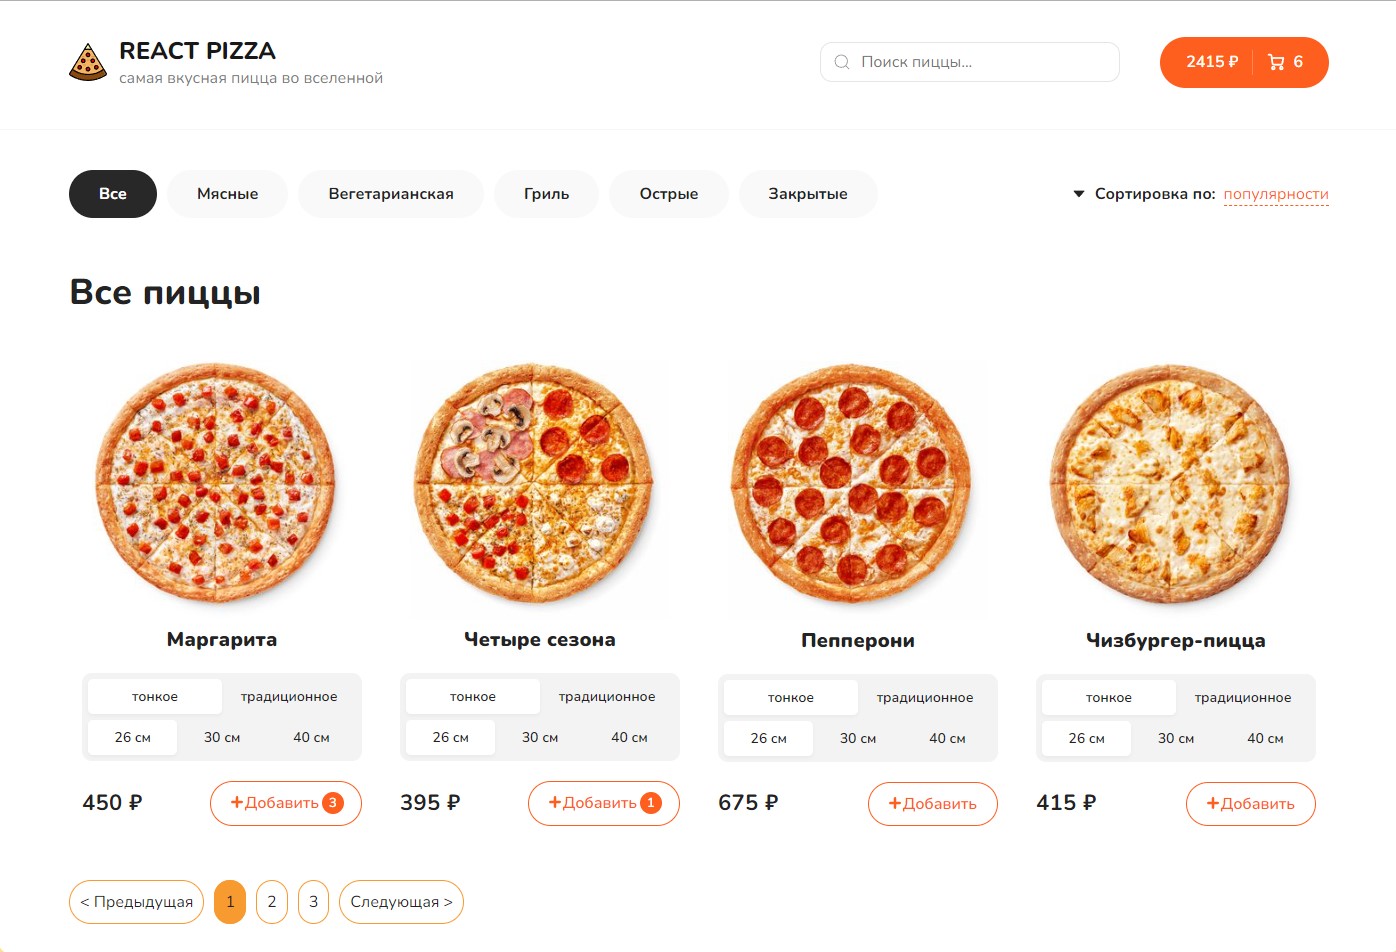 REACT PIZZA
самая вкусная пицца во вселенной
Поиск пиццы...
2415 ₽ 6
Все Мясные Вегетарианская Гриль Острые Закрытые
Сортировка по: популярности
Все пиццы
Маргарита Четыре сезона Пепперони Чизбургер-пицца
тонкое традиционное тонкое традиционное тонкое традиционное тонкое традиционное
26 см 30 см 40 см 26 см 30 см 40 см 26 см 30 см 40 см 26 см 30 см 40 см
450 ₽ +Добавить 3 395 ₽ +Добавить 1 675 ₽ +Добавить 415 ₽ +Добавить
< Предыдущая 1 2 3 Следующая >